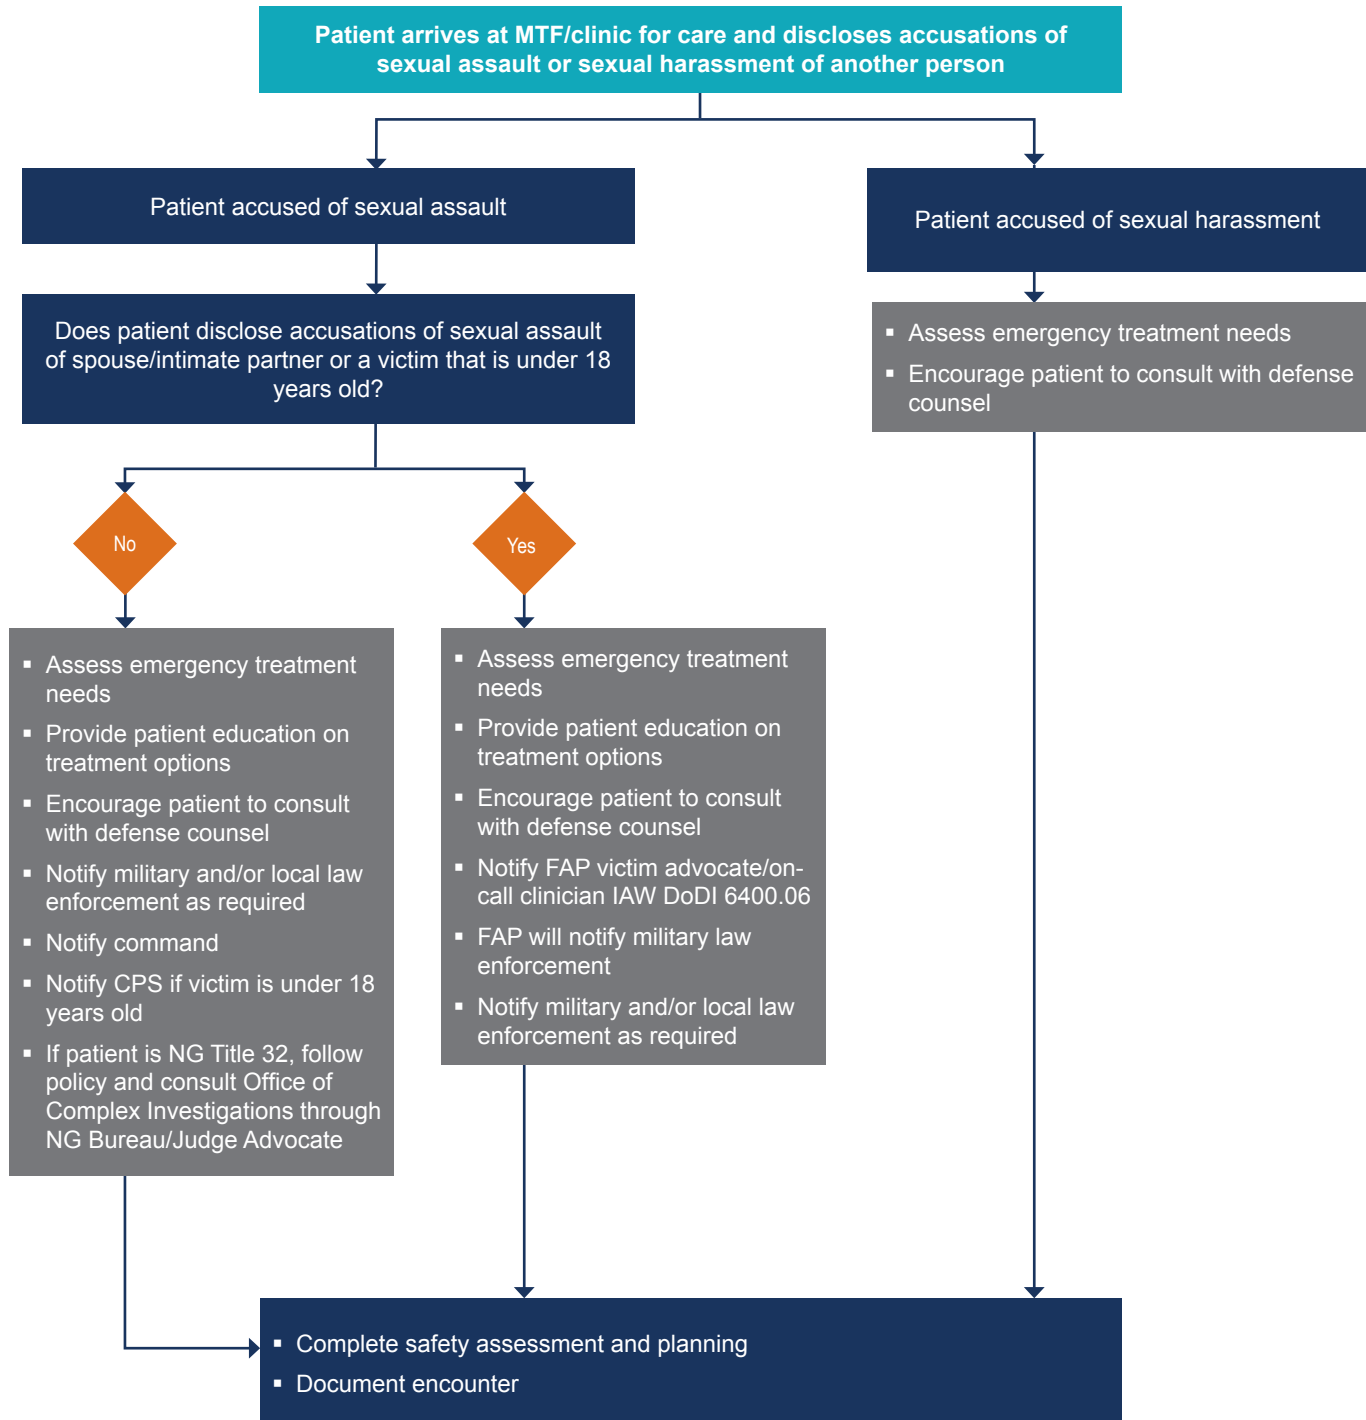 Patient arrives at MTF/clinic for care and discloses accusations of
sexual assault or sexual harassment of another person
Patient accused of sexual assault
Patient accused of sexual harassment
Does patient disclose accusations of sexual assault
of spouse/intimate partner or a victim that is under 18
years old?
▪ Assess emergency treatment needs
▪ Encourage patient to consult with defense
counsel
No
Yes
▪ Assess emergency treatment
needs
▪ Provide patient education on
treatment options
▪ Encourage patient to consult
with defense counsel
▪ Notify military and/or local law
enforcement as required
▪ Notify command
▪ Notify CPS if victim is under 18
years old
▪ If patient is NG Title 32, follow
policy and consult Office of
Complex Investigations through
NG Bureau/Judge Advocate
▪ Assess emergency treatment
needs
▪ Provide patient education on
treatment options
▪ Encourage patient to consult
with defense counsel
▪ Notify FAP victim advocate/on-
call clinician IAW DoDI 6400.06
▪ FAP will notify military law
enforcement
▪ Notify military and/or local law
enforcement as required
▪ Complete safety assessment and planning
▪ Document encounter